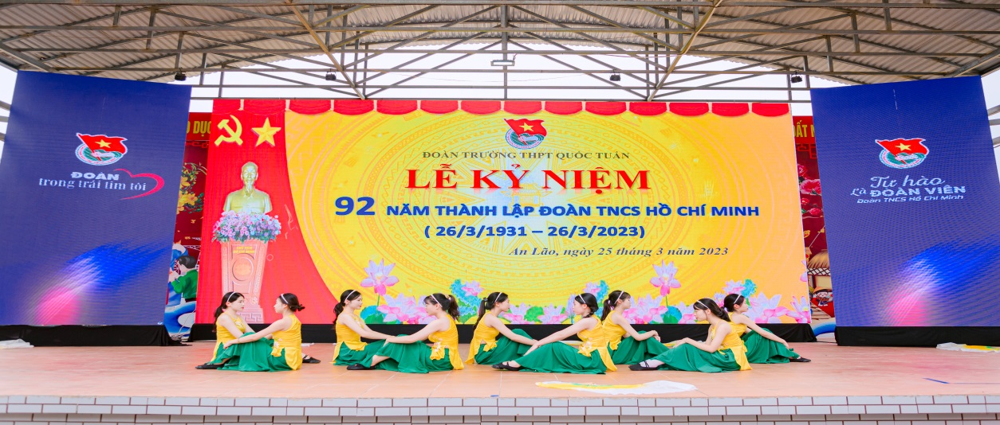 ĐOÀN
trong trái tim tôi
ĐOÀN TRƯỜNG THPT QUỐC TUẤN
LỄ KỶ NIỆM
92 NĂM THÀNH LẬP ĐOÀN TNCS HỒ CHÍ MINH
( 26/3/1931 – 26/3/2023)
An Lão, ngày 25 tháng 3 năm 2023
Tự hào
Là ĐOÀN VIÊN
Đoàn TNCS Hồ Chí Minh